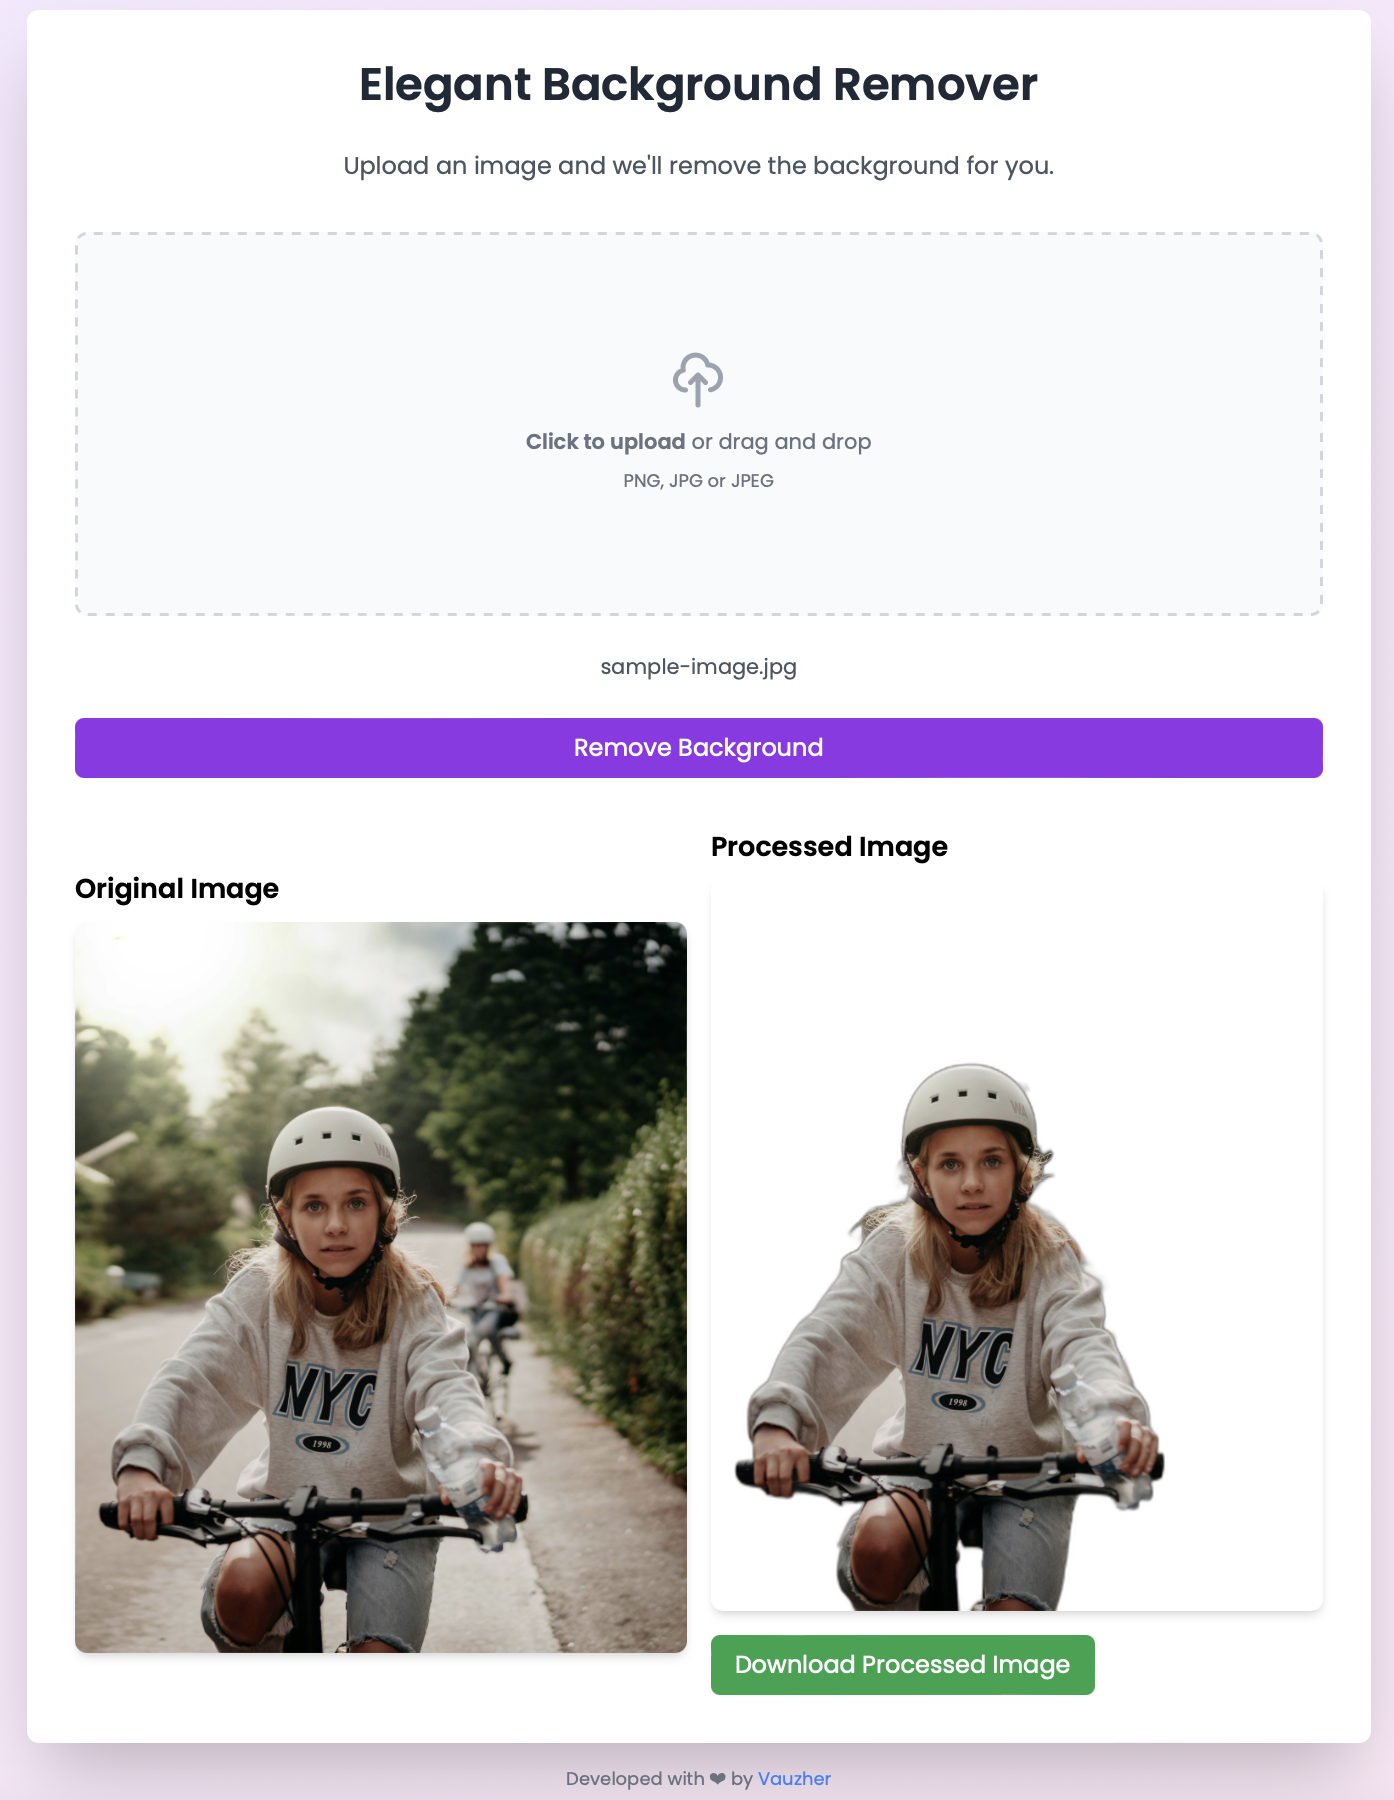 Elegant Background Remover
Upload an image and we'll remove the background for you.
Click to upload or drag and drop
PNG, JPG or JPEG
sample-image.jpg
Remove Background
Original Image
WA
NYC
1998
Processed Image
WA
NYC
1998
Download Processed Image
Developed with ❤ by Vauzher